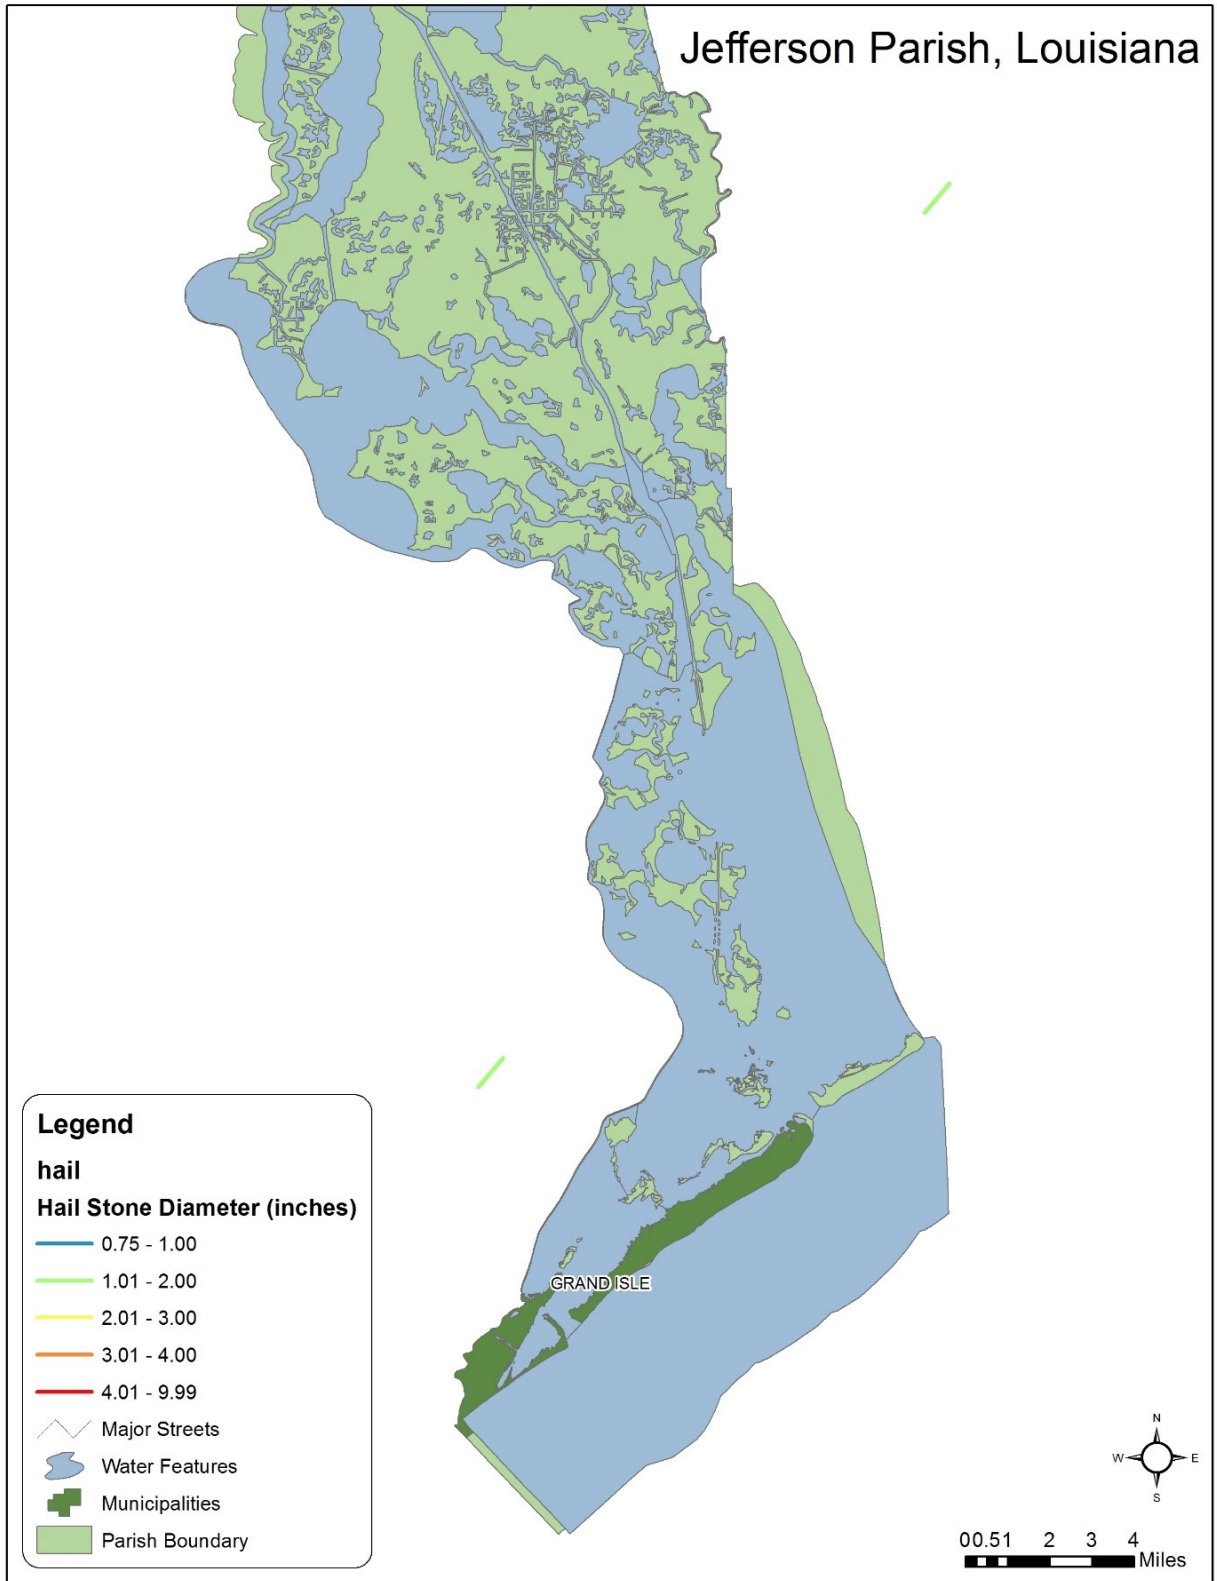 Jefferson Parish, Louisiana
GRAND ISLE
Legend
hail
Hail Stone Diameter (inches)
0.75 - 1.00
1.01 - 2.00
2.01 - 3.00
3.01 - 4.00
4.01 - 9.99
Major Streets
Water Features
Municipalities
Parish Boundary
N
W E
S
0 0.5 1 2 3 4
Miles